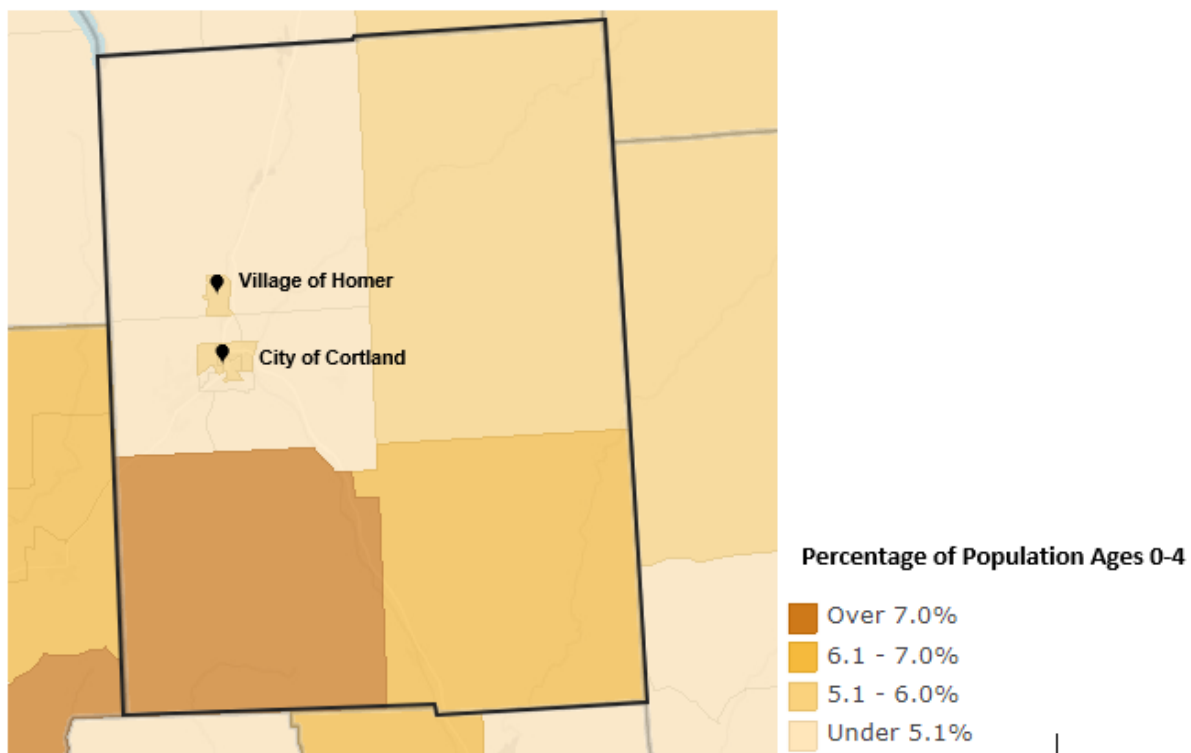 Village of Homer
City of Cortland
Percentage of Population Ages 0-4
Over 7.0%
6.1 - 7.0%
5.1 - 6.0%
Under 5.1%